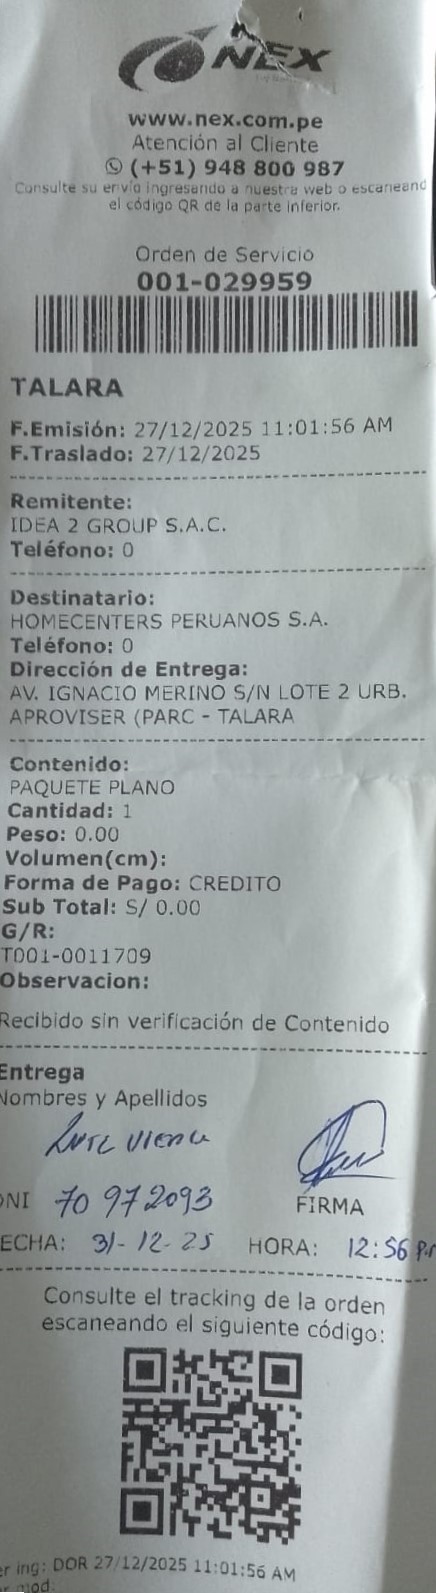 NEX
www.nex.com.pe
Atención al Cliente
(+51) 948 800 987
Consulte su envío ingresando a nuestra web o escaneand
el código QR de la parte inferior.
Orden de Servicio
001-029959
TALARA
F.Emisión: 27/12/2025 11:01:56 AM
F.Traslado: 27/12/2025
Remitente:
IDEA 2 GROUP S.A.C.
Teléfono: 0
Destinatario:
HOMECENTERS PERUANOS S.A.
Teléfono: 0
Dirección de Entrega:
AV. IGNACIO MERINO S/N LOTE 2 URB.
APROVISER (PARC - TALARA
Contenido:
PAQUETE PLANO
Cantidad: 1
Peso: 0.00
Volumen(cm):
Forma de Pago: CREDITO
Sub Total: S/ 0.00
G/R:
T001-0011709
Observacion:
Recibido sin verificación de Contenido
Entrega
Nombres y Apellidos
DNI 70972093 FIRMA
ECHA: 31-12-25 HORA: 12:56 P.m
Consulte el tracking de la orden
escaneando el siguiente código:
er ing: DOR 27/12/2025 11:01:56 AM
mod.